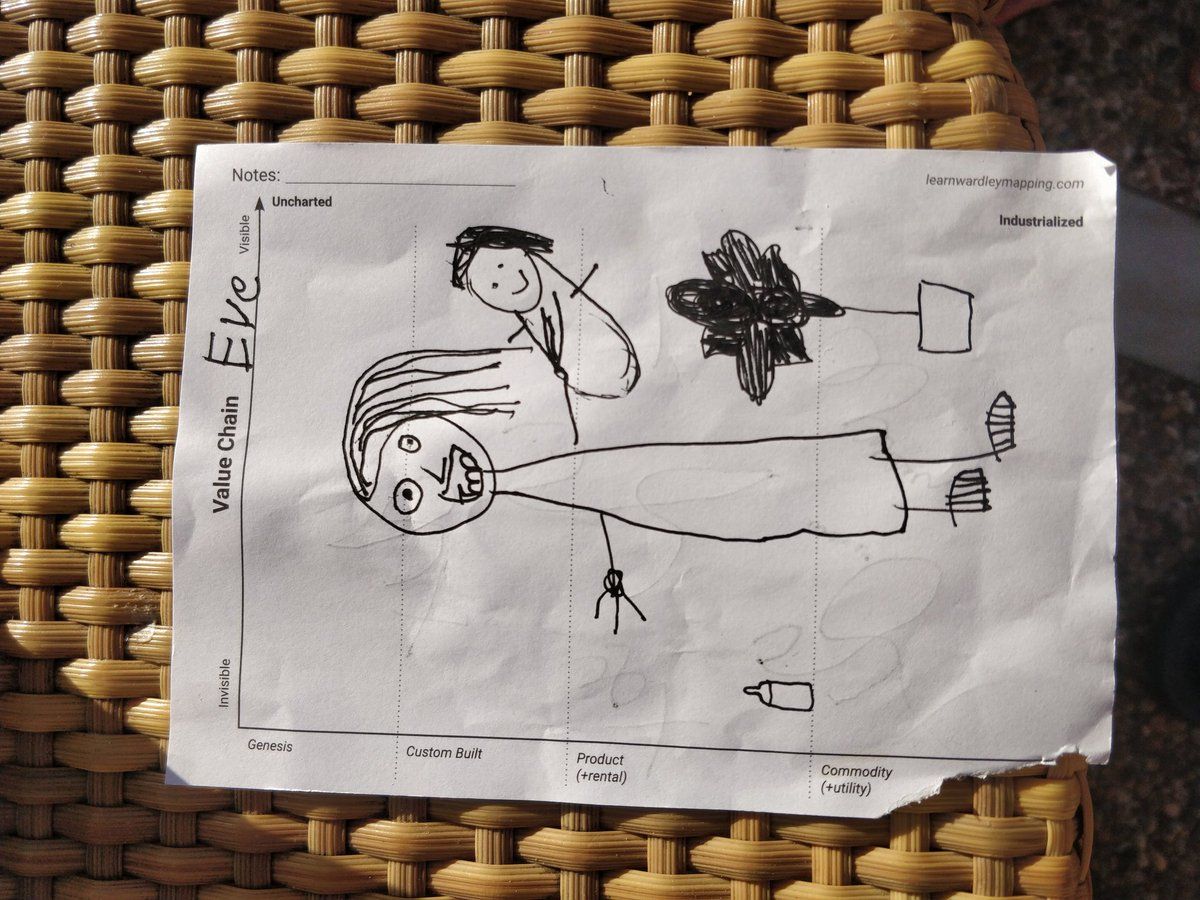 Notes:
learnwardleymapping.com
Uncharted
Industrialized
Visible
Eve
Value Chain
Invisible
Genesis
Custom Built
Product
(+rental)
Commodity
(+utility)